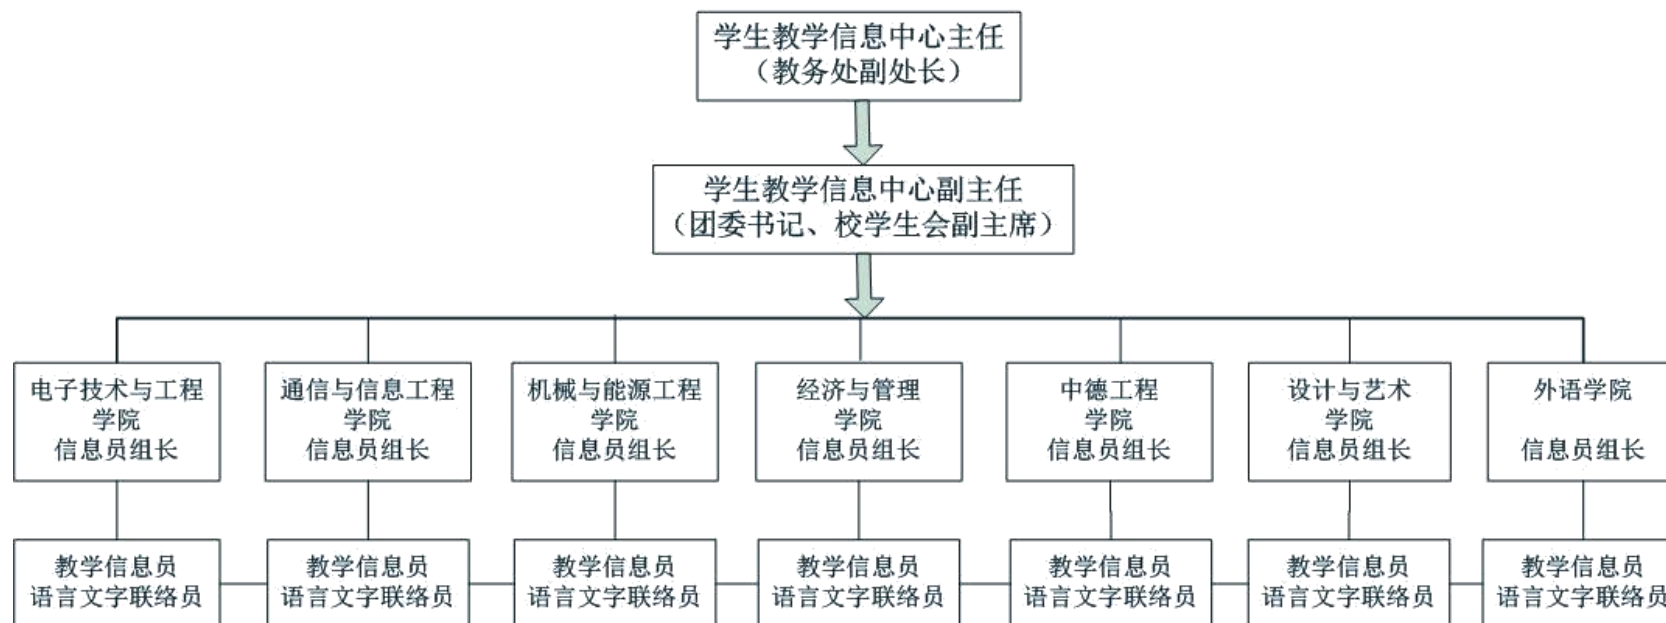 学生教学信息中心主任
（教务处副处长）
学生教学信息中心副主任
（团委书记、校学生会副主席）
电子技术与工程
学院
信息员组长
通信与信息工程
学院
信息员组长
机械与能源工程
学院
信息员组长
经济与管理
学院
信息员组长
中德工程
学院
信息员组长
设计与艺术
学院
信息员组长
外语学院
信息员组长
教学信息员
语言文字联络员
教学信息员
语言文字联络员
教学信息员
语言文字联络员
教学信息员
语言文字联络员
教学信息员
语言文字联络员
教学信息员
语言文字联络员
教学信息员
语言文字联络员